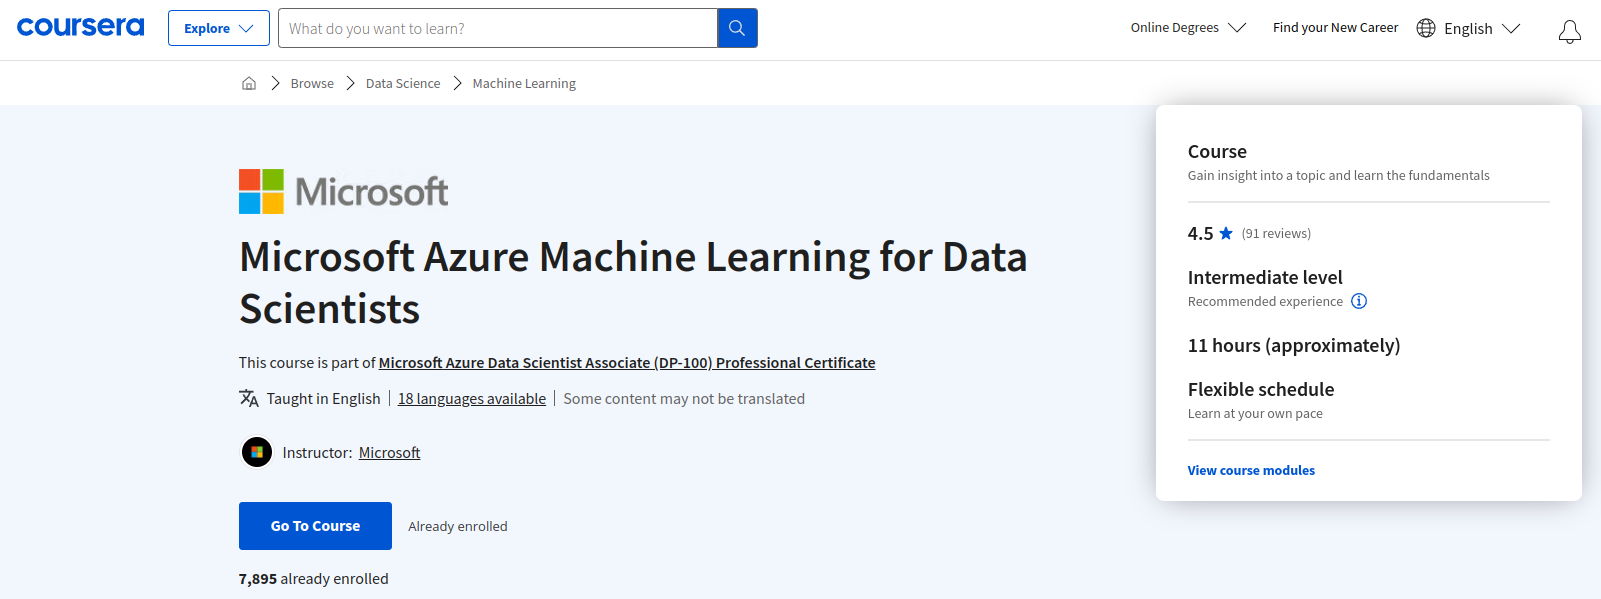 coursera
Explore
What do you want to learn?
Online Degrees
Find your New Career
English
Browse
Data Science
Machine Learning
Microsoft
Microsoft Azure Machine Learning for Data
Scientists
This course is part of Microsoft Azure Data Scientist Associate (DP-100) Professional Certificate
Taught in English
18 languages available
Some content may not be translated
Instructor: Microsoft
Go To Course
Already enrolled
7,895 already enrolled
Course
Gain insight into a topic and learn the fundamentals
4.5 (91 reviews)
Intermediate level
Recommended experience
11 hours (approximately)
Flexible schedule
Learn at your own pace
View course modules